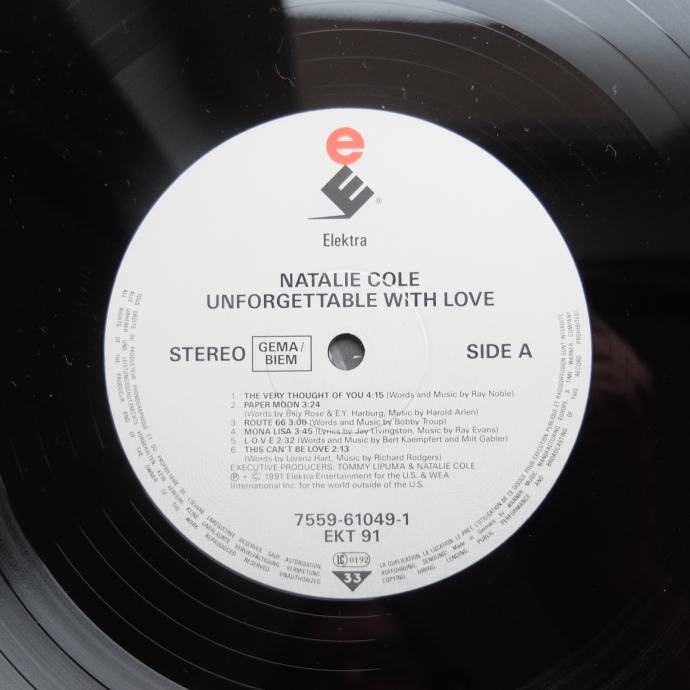 e
E®
Elektra
NATALIE COLE
UNFORGETTABLE WITH LOVE
STEREO
GEMA/
BIEM
SIDE A
1. THE VERY THOUGHT OF YOU 4:15 (Words and Music by Ray Noble)
2. PAPER MOON 3:24
(Words by Billy Rose & E.Y. Harburg, Music by Harold Arlen)
3. ROUTE 66 3:00 (Words and Music by Bobby Troup)
4. MONA LISA 3:45 (Lyrics by Jay Livingston, Music by Ray Evans)
5. L-O-V-E 2:32 (Words and Music by Bert Kaempfert and Milt Gabler)
6. THIS CAN'T BE LOVE 2:13
(Words by Lorenz Hart, Music by Richard Rodgers)
EXECUTIVE PRODUCERS: TOMMY LIPUMA & NATALIE COLE
℗ + © 1991 Elektra Entertainment for the U.S. & WEA
International Inc. for the world outside of the U.S.
7559-61049-1
EKT 91
LC 0192
33